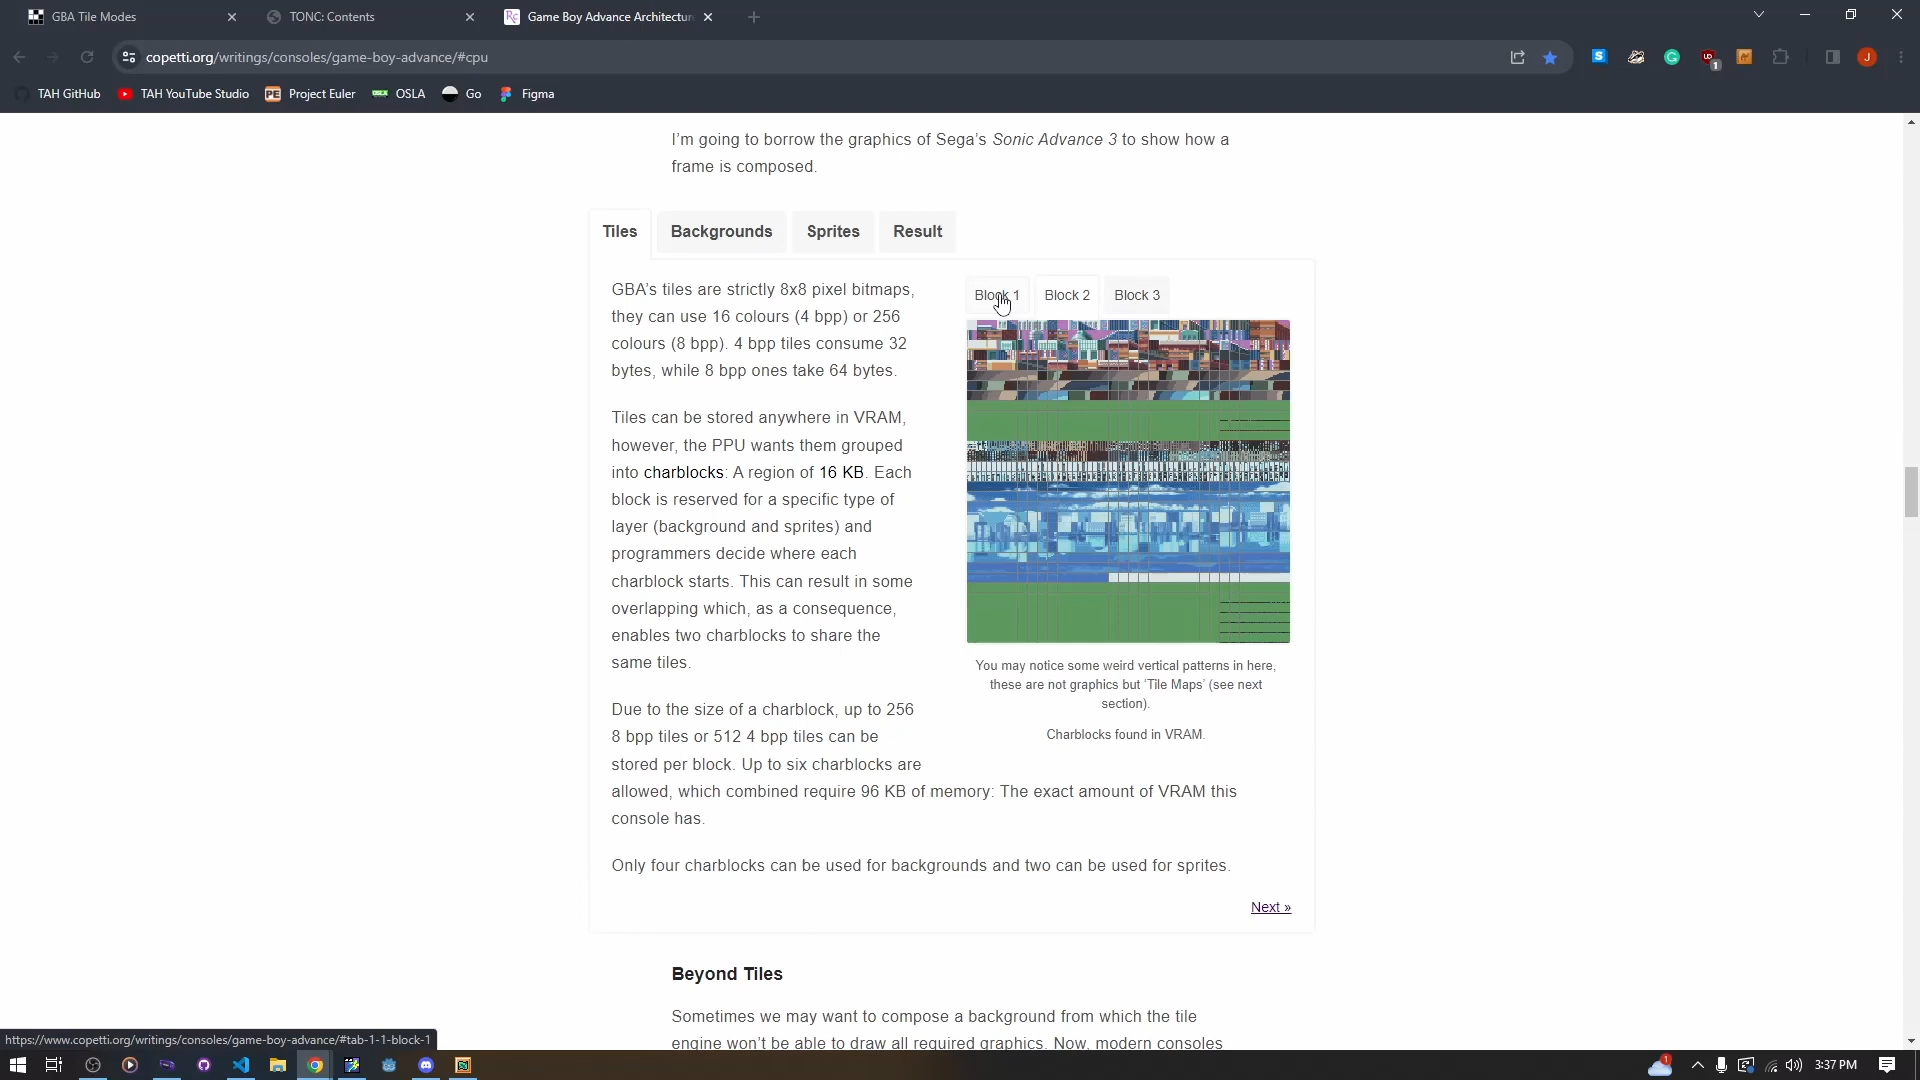 GBA Tile Modes
TONC: Contents
Game Boy Advance Architectur
copetti.org/writings/consoles/game-boy-advance/#cpu
TAH GitHub
TAH YouTube Studio
Project Euler
OSLA
Go
Figma
I'm going to borrow the graphics of Sega's Sonic Advance 3 to show how a
frame is composed.
Tiles
Backgrounds
Sprites
Result
GBA's tiles are strictly 8x8 pixel bitmaps,
they can use 16 colours (4 bpp) or 256
colours (8 bpp). 4 bpp tiles consume 32
bytes, while 8 bpp ones take 64 bytes.
Tiles can be stored anywhere in VRAM,
however, the PPU wants them grouped
into charblocks: A region of 16 KB. Each
block is reserved for a specific type of
layer (background and sprites) and
programmers decide where each
charblock starts. This can result in some
overlapping which, as a consequence,
enables two charblocks to share the
same tiles.
Due to the size of a charblock, up to 256
8 bpp tiles or 512 4 bpp tiles can be
stored per block. Up to six charblocks are
allowed, which combined require 96 KB of memory: The exact amount of VRAM this
console has.
Only four charblocks can be used for backgrounds and two can be used for sprites.
Block 1
Block 2
Block 3
You may notice some weird vertical patterns in here,
these are not graphics but 'Tile Maps' (see next
section).
Charblocks found in VRAM.
Next »
Beyond Tiles
Sometimes we may want to compose a background from which the tile
engine won't be able to draw all required graphics. Now, modern consoles
https://www.copetti.org/writings/consoles/game-boy-advance/#tab-1-1-block-1
3:37 PM